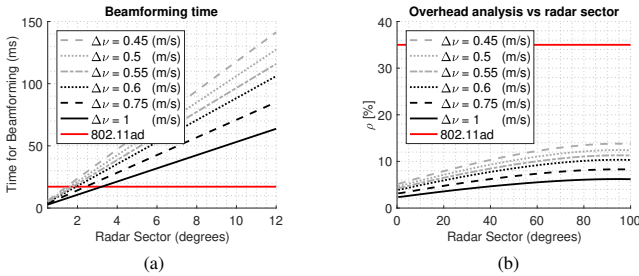 Beamforming time
Time for Beamforming (ms)
150
100
50
0
Δν = 0.45 (m/s)
Δν = 0.5 (m/s)
Δν = 0.55 (m/s)
Δν = 0.6 (m/s)
Δν = 0.75 (m/s)
Δν = 1 (m/s)
802.11ad
2 4 6 8 10 12
Radar Sector (degrees)
(a)
Overhead analysis vs radar sector
ρ [%]
40
30
20
10
0
Δν = 0.45 (m/s)
Δν = 0.5 (m/s)
Δν = 0.55 (m/s)
Δν = 0.6 (m/s)
Δν = 0.75 (m/s)
Δν = 1 (m/s)
802.11ad
0 20 40 60 80 100
Radar Sector (degrees)
(b)